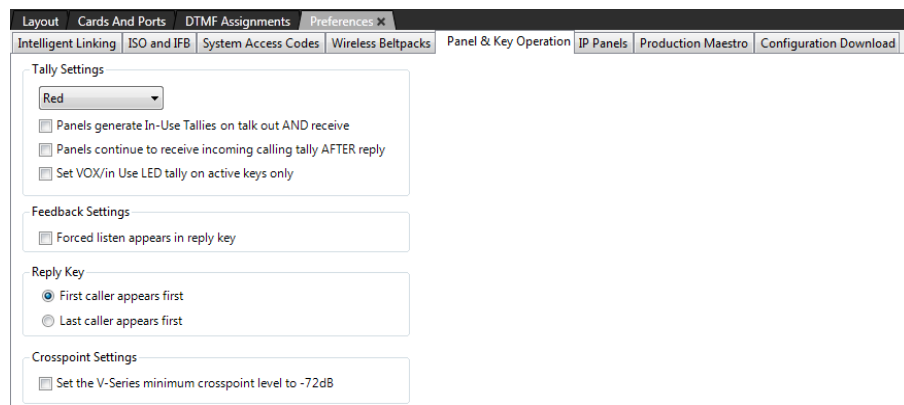 Layout Cards And Ports DTMF Assignments Preferences ×
Intelligent Linking ISO and IFB System Access Codes Wireless Beltpacks Panel & Key Operation IP Panels Production Maestro Configuration Download
Tally Settings
Red
Panels generate In-Use Tallies on talk out AND receive
Panels continue to receive incoming calling tally AFTER reply
Set VOX/in Use LED tally on active keys only
Feedback Settings
Forced listen appears in reply key
Reply Key
First caller appears first
Last caller appears first
Crosspoint Settings
Set the V-Series minimum crosspoint level to -72dB